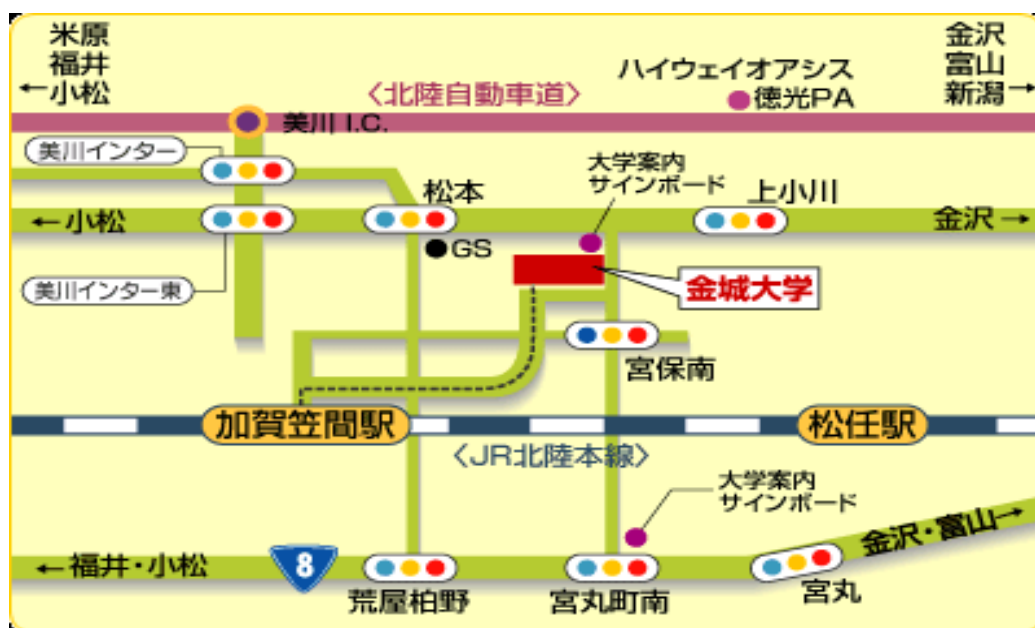 米原
福井
←小松
金沢
富山
新潟→
〈北陸自動車道〉
ハイウェイオアシス
徳光PA
美川 I.C.
美川インター
大学案内
サインボード
松本
上小川
←小松
金沢→
GS
美川インター東
金城大学
宮保南
加賀笠間駅
松任駅
〈JR北陸本線〉
大学案内
サインボード
金沢・富山→
←福井・小松
8
荒屋柏野
宮丸町南
宮丸